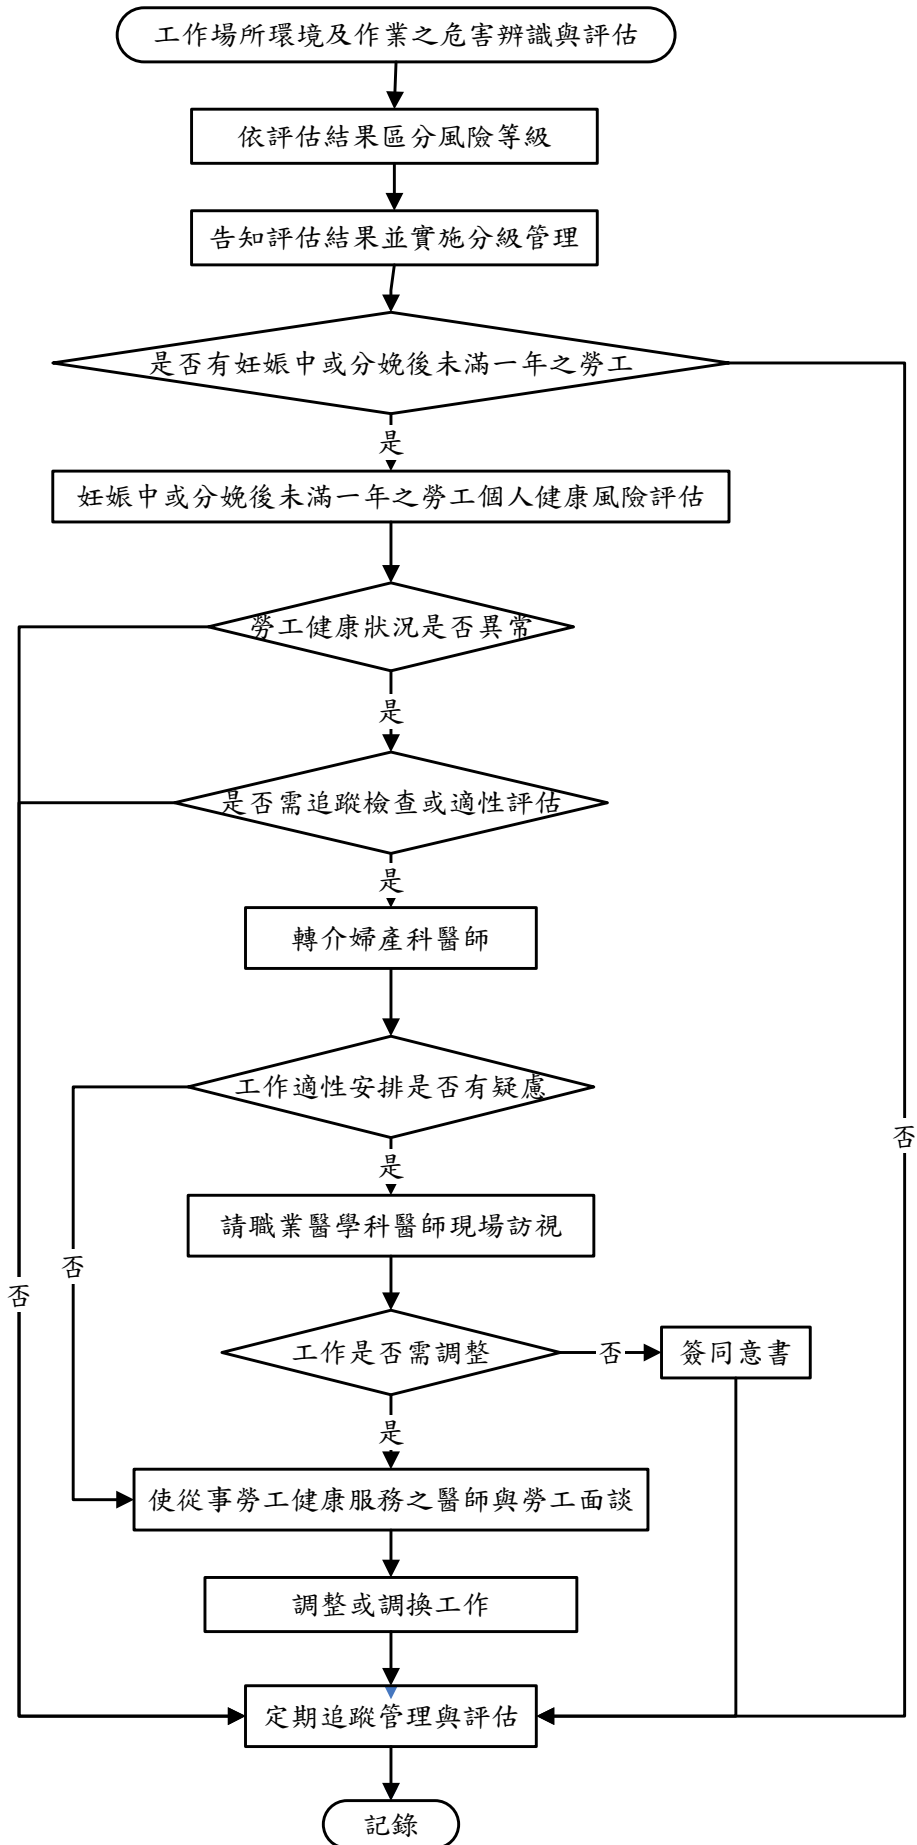 工作場所環境及作業之危害辨識與評估
依評估結果區分風險等級
告知評估結果並實施分級管理
是否有妊娠中或分娩後未滿一年之勞工
是
妊娠中或分娩後未滿一年之勞工個人健康風險評估
勞工健康狀況是否異常
是
是否需追蹤檢查或適性評估
是
轉介婦產科醫師
工作適性安排是否有疑慮
否
是
請職業醫學科醫師現場訪視
否
否
工作是否需調整
否
簽同意書
是
使從事勞工健康服務之醫師與勞工面談
調整或調換工作
定期追蹤管理與評估
記錄